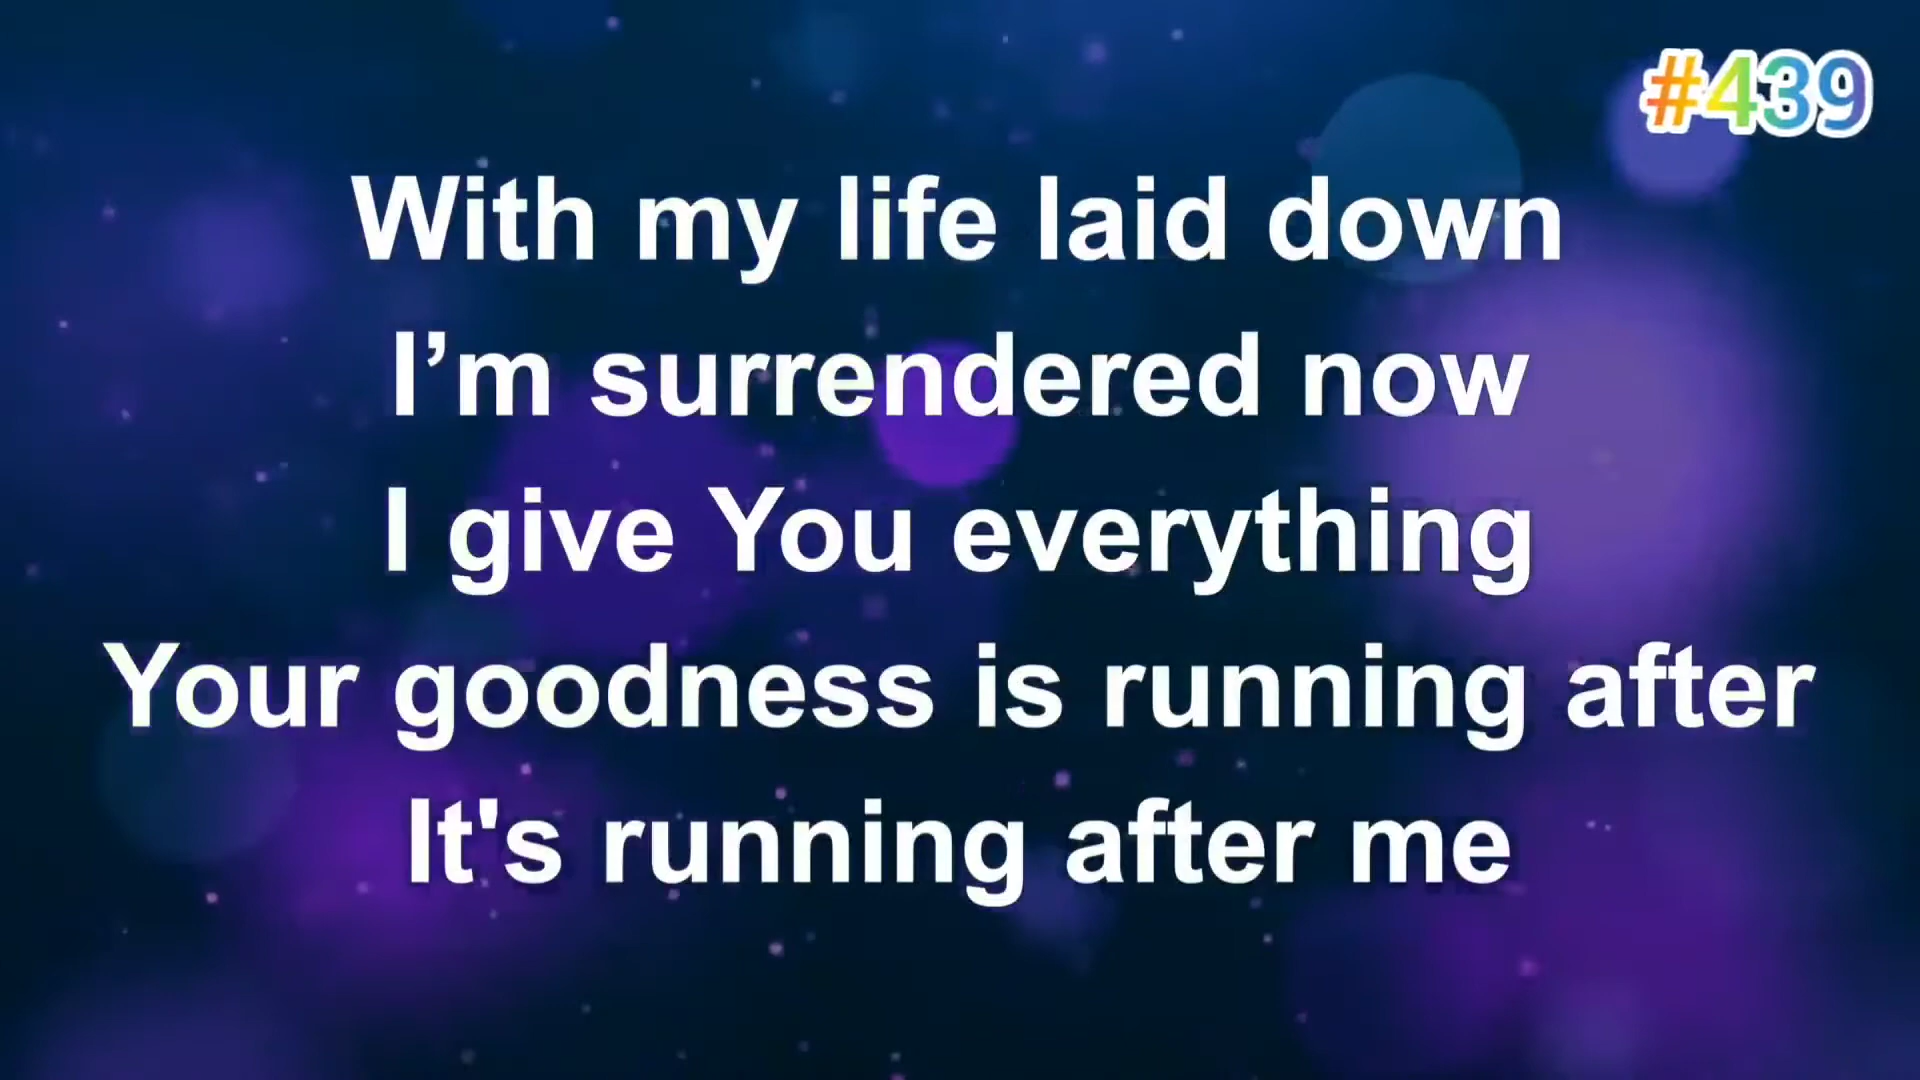 #439
With my life laid down
I’m surrendered now
I give You everything
Your goodness is running after
It's running after me